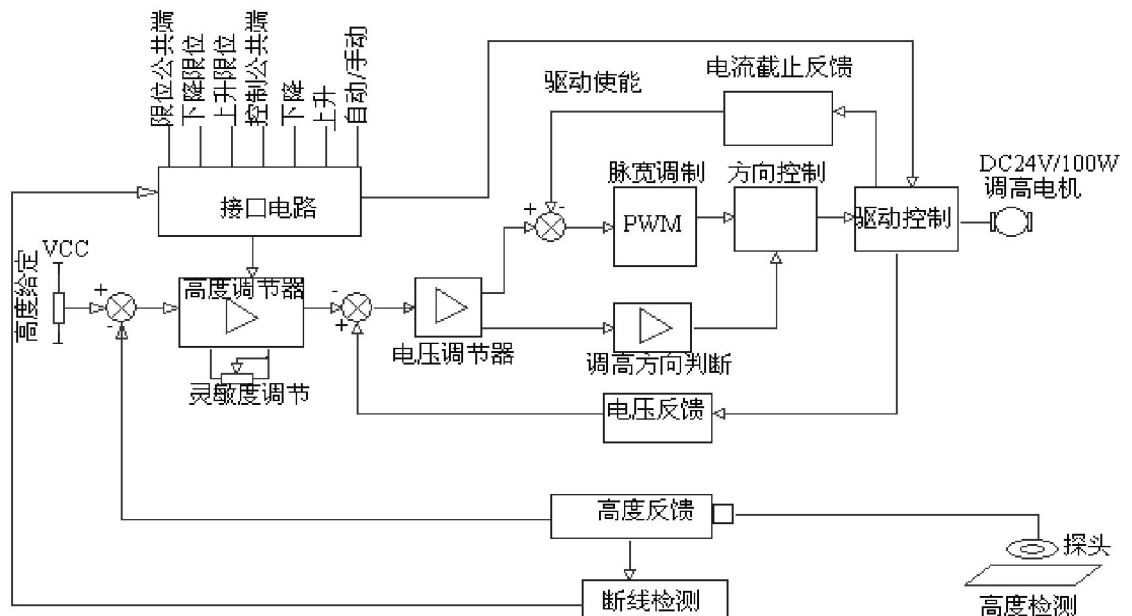 限位公共端
下隆限位
上升限位
控制公共端
下隆
上升
自动/手动
电流截止反馈
驱动使能
DC24V/100W
调高电机
脉宽调制
方向控制
接口电路
PWM
驱动控制
VCC
高度给定
高度调节器
电压调节器
调高方向判断
灵敏度调节
电压反馈
高度反馈
探头
断线检测
高度检测